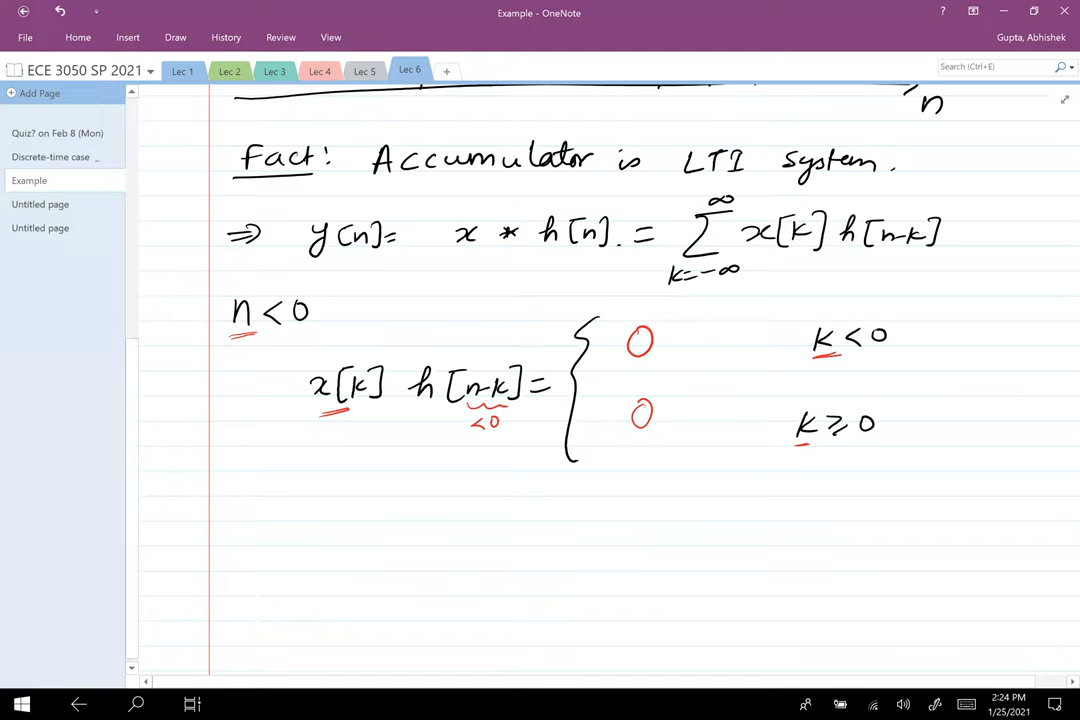 Example - OneNote
?
File Home Insert Draw History Review View Gupta, Abhishek
ECE 3050 SP 2021 Lec 1 Lec 2 Lec 3 Lec 4 Lec 5 Lec 6 + Search (Ctrl+E)
Add Page
Quiz? on Feb 8 (Mon)
Discrete-time case _
Example
Untitled page
Untitled page
n
Fact: Accumulator is LTI system.
⇒ y[n]= x * h[n]. = ∑_{k=-∞}^{∞} x[k] h[n-k]
n < 0
x[k] h[n-k] = { 0 k < 0
<0
0 k ≥ 0
2:24 PM
1/25/2021